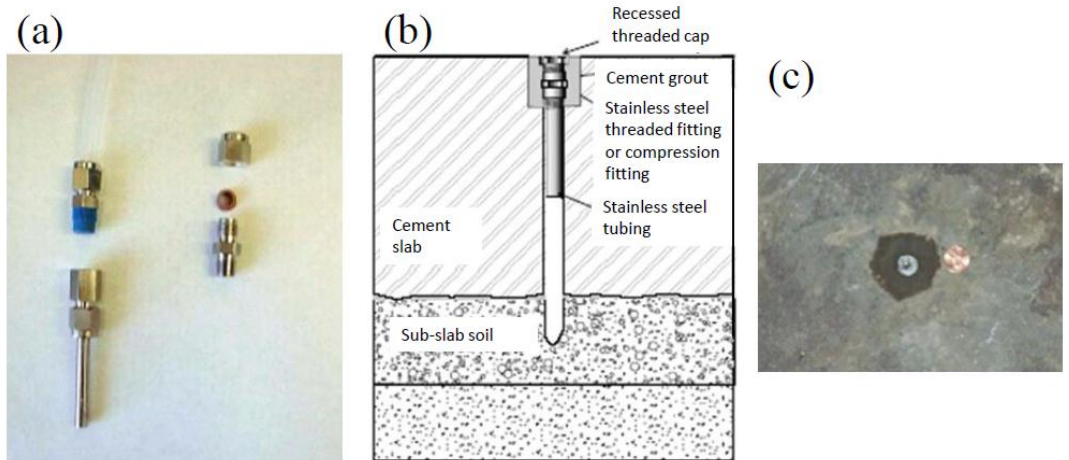 (a)
(b)
Recessed
threaded cap
Cement grout
Stainless steel
threaded fitting
or compression
fitting
Stainless steel
tubing
Cement
slab
Sub-slab soil
(c)